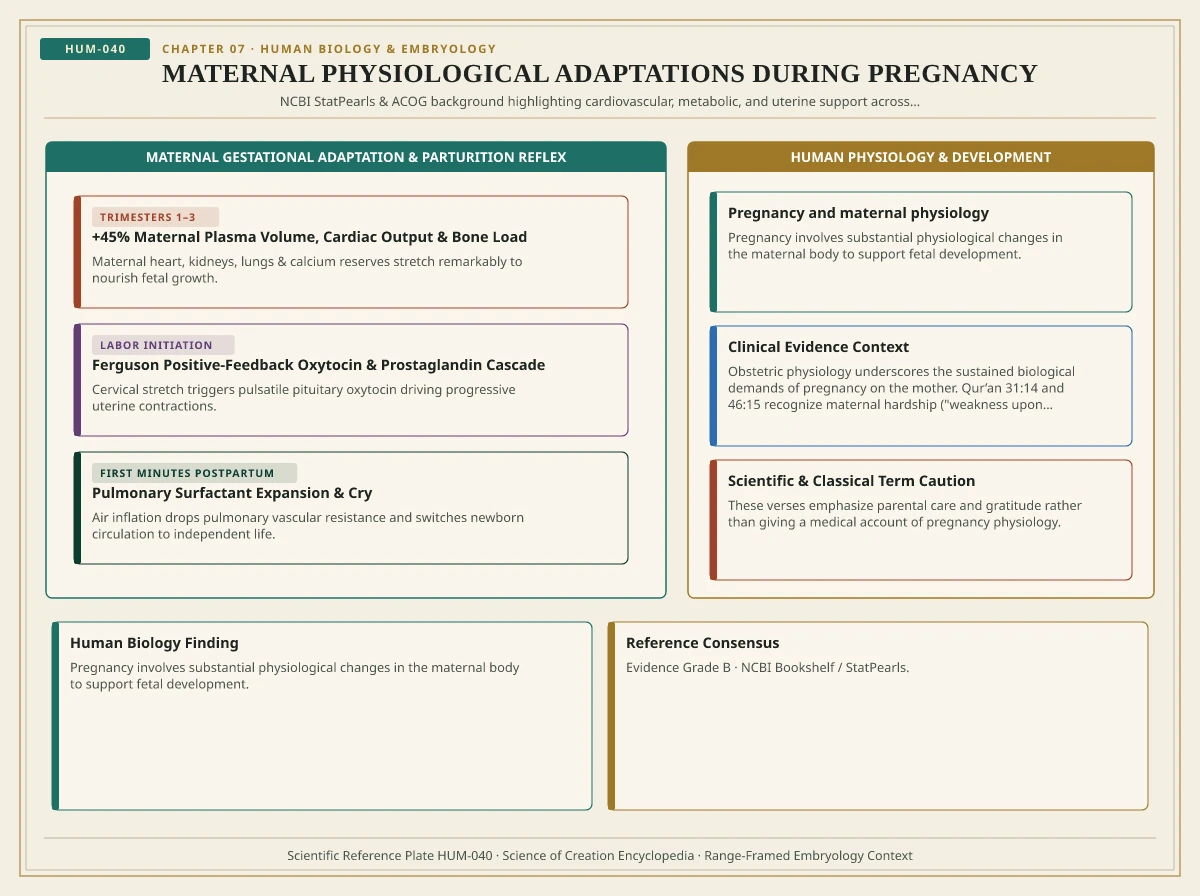 HUM-040
CHAPTER 07 · HUMAN BIOLOGY & EMBRYOLOGY
MATERNAL PHYSIOLOGICAL ADAPTATIONS DURING PREGNANCY
NCBI StatPearls & ACOG background highlighting cardiovascular, metabolic, and uterine support across...
MATERNAL GESTATIONAL ADAPTATION & PARTURITION REFLEX
TRIMESTERS 1–3
+45% Maternal Plasma Volume, Cardiac Output & Bone Load
Maternal heart, kidneys, lungs & calcium reserves stretch remarkably to
nourish fetal growth.
LABOR INITIATION
Ferguson Positive-Feedback Oxytocin & Prostaglandin Cascade
Cervical stretch triggers pulsatile pituitary oxytocin driving progressive
uterine contractions.
FIRST MINUTES POSTPARTUM
Pulmonary Surfactant Expansion & Cry
Air inflation drops pulmonary vascular resistance and switches newborn
circulation to independent life.
HUMAN PHYSIOLOGY & DEVELOPMENT
Pregnancy and maternal physiology
Pregnancy involves substantial physiological changes in
the maternal body to support fetal development.
Clinical Evidence Context
Obstetric physiology underscores the sustained biological
demands of pregnancy on the mother. Qur’an 31:14 and
46:15 recognize maternal hardship ("weakness upon...
Scientific & Classical Term Caution
These verses emphasize parental care and gratitude rather
than giving a medical account of pregnancy physiology.
Human Biology Finding
Pregnancy involves substantial physiological changes in the maternal body
to support fetal development.
Reference Consensus
Evidence Grade B · NCBI Bookshelf / StatPearls.
Scientific Reference Plate HUM-040 · Science of Creation Encyclopedia · Range-Framed Embryology Context